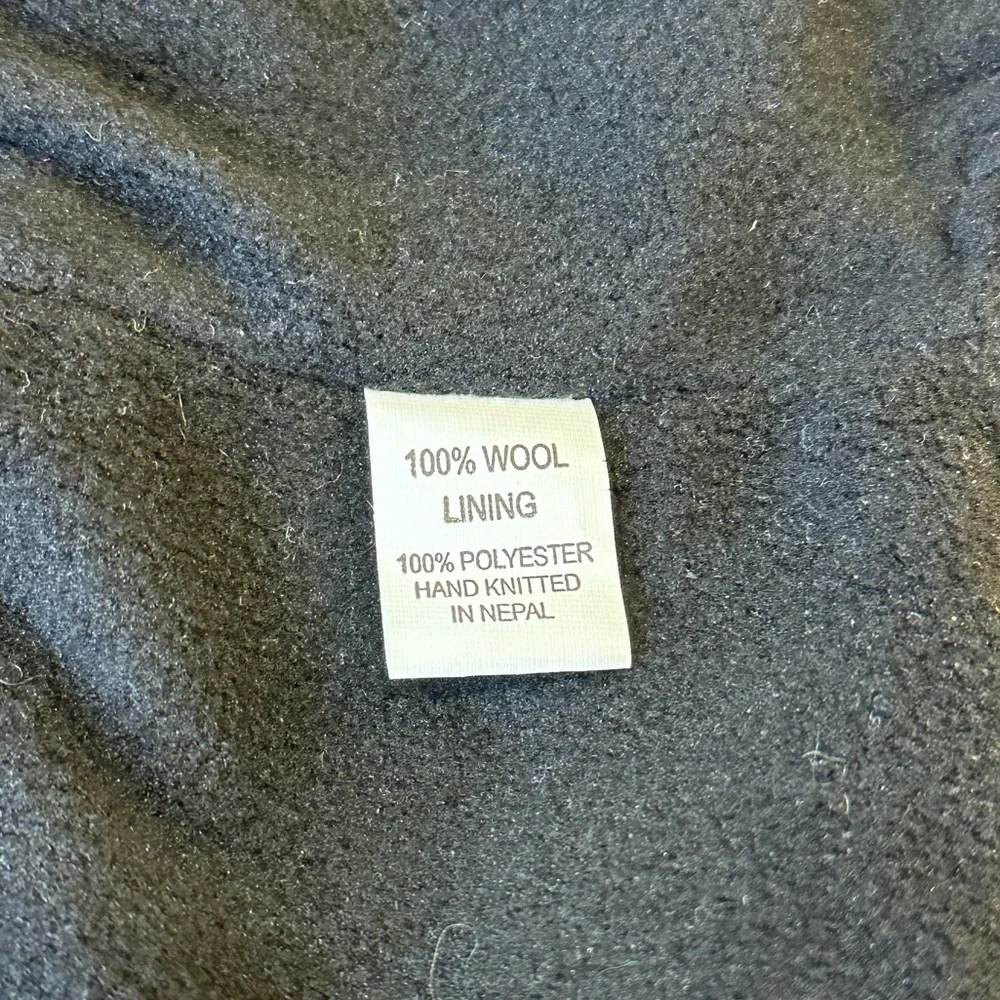 100% WOOL
LINING
100% POLYESTER
HAND KNITTED
IN NEPAL